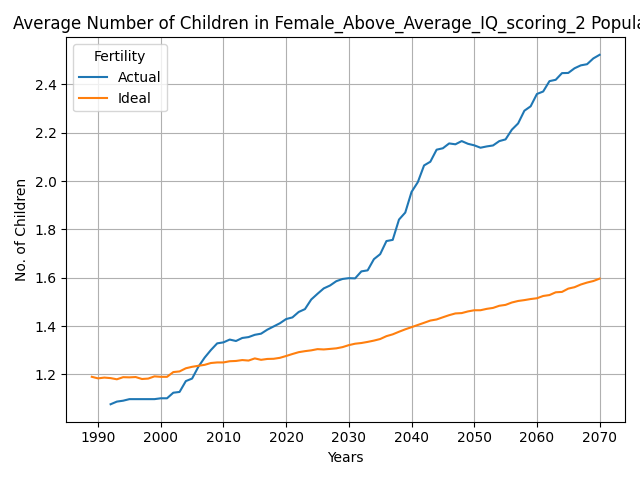 Average Number of Children in Female_Above_Average_IQ_scoring_2 Popula
Fertility
Actual
Ideal
No. of Children
2.4
2.2
2.0
1.8
1.6
1.4
1.2
1990 2000 2010 2020 2030 2040 2050 2060 2070
Years